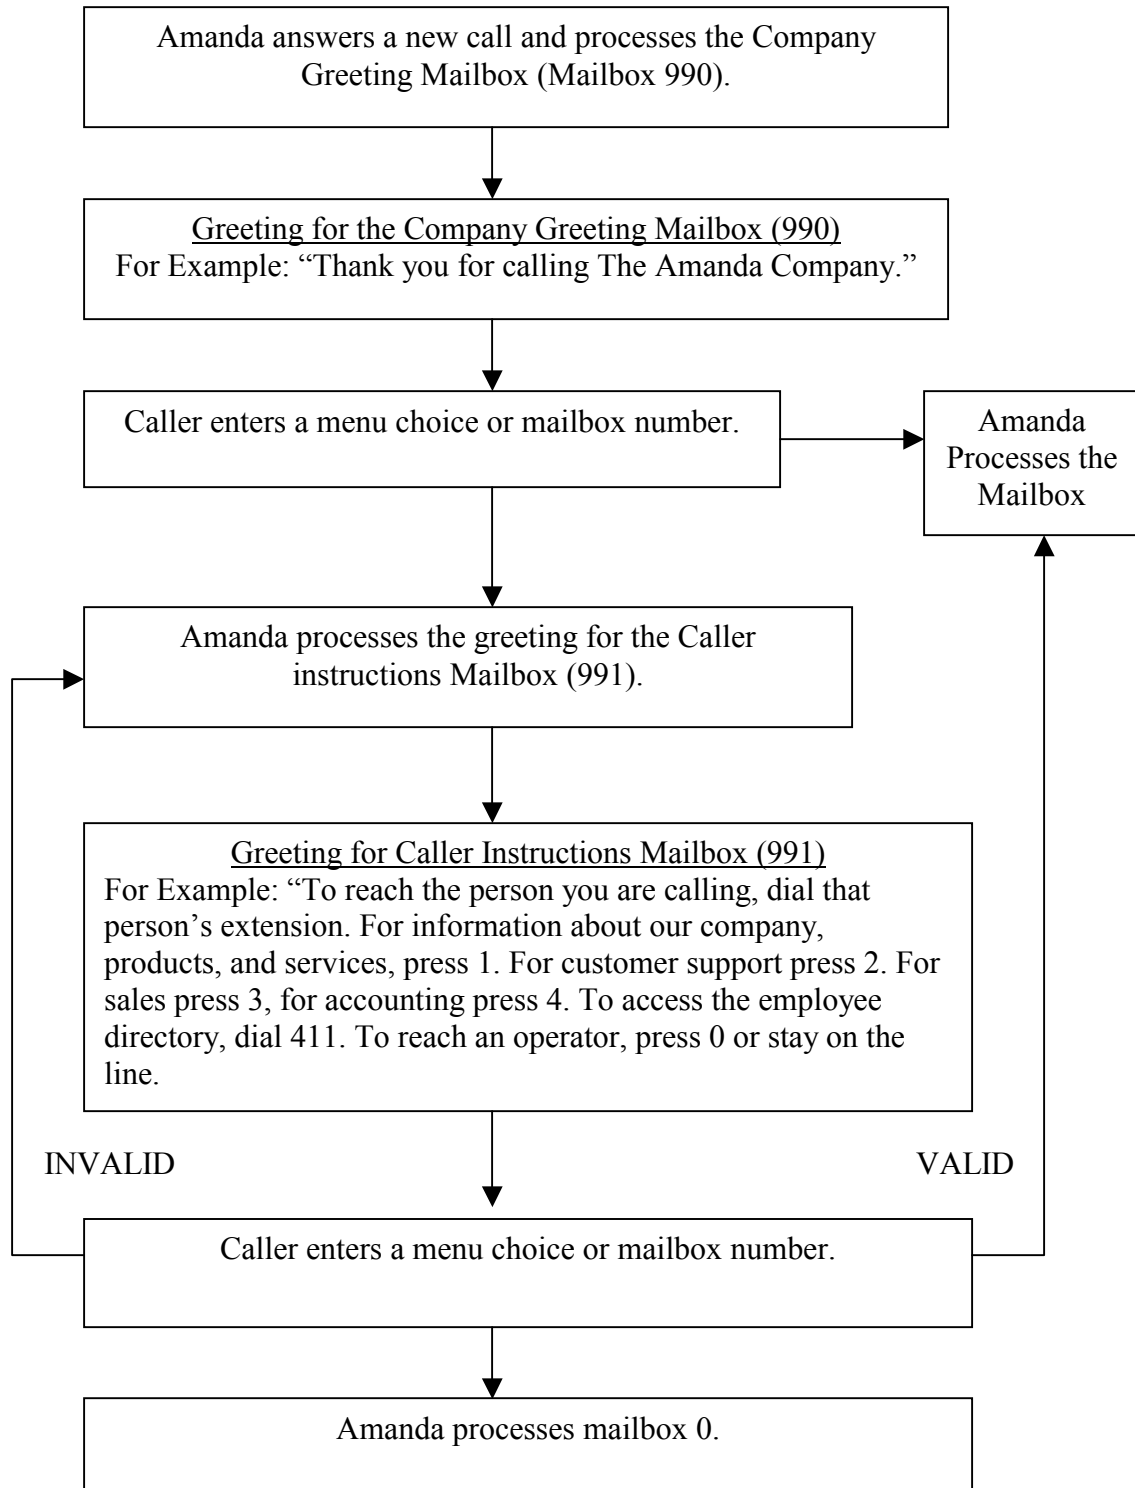 Amanda answers a new call and processes the Company
Greeting Mailbox (Mailbox 990).
Greeting for the Company Greeting Mailbox (990)
For Example: “Thank you for calling The Amanda Company.”
Caller enters a menu choice or mailbox number.
Amanda
Processes the
Mailbox
Amanda processes the greeting for the Caller
instructions Mailbox (991).
Greeting for Caller Instructions Mailbox (991)
For Example: “To reach the person you are calling, dial that
person’s extension. For information about our company,
products, and services, press 1. For customer support press 2. For
sales press 3, for accounting press 4. To access the employee
directory, dial 411. To reach an operator, press 0 or stay on the
line.
INVALID
VALID
Caller enters a menu choice or mailbox number.
Amanda processes mailbox 0.